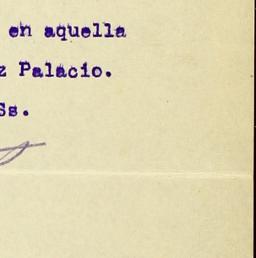 en aquella
z Palacio.
Ss.